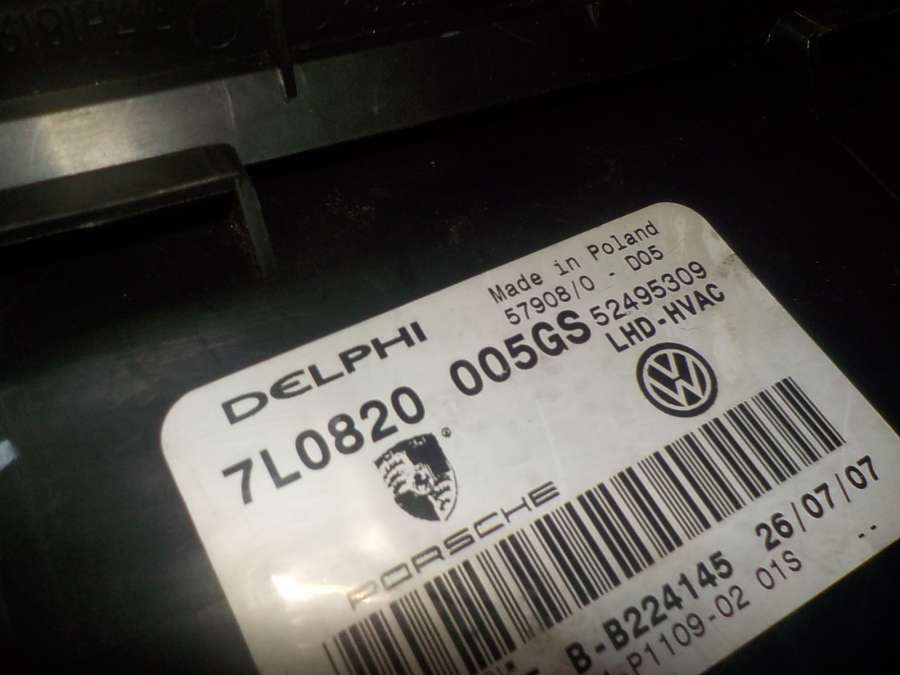 Made in Poland
57908/0 - D05
DELPHI
52495309
7L0820 005GS
LHD-HVAC
PORSCHE
B-B224145 26/07/07
P1109-02 01S --